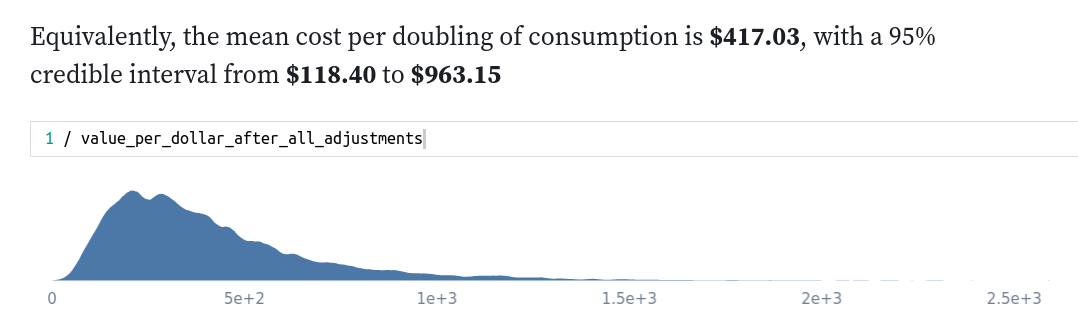 Equivalently, the mean cost per doubling of consumption is $417.03, with a 95%
credible interval from $118.40 to $963.15
1 / value_per_dollar_after_all_adjustments
0 5e+2 1e+3 1.5e+3 2e+3 2.5e+3